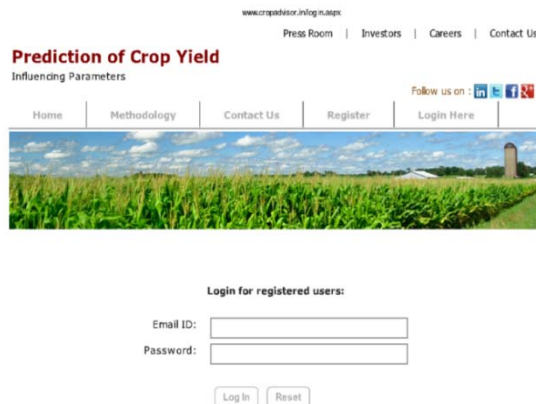 www.cropadvisor.in/login.aspx
Press Room | Investors | Careers | Contact Us
Prediction of Crop Yield
Influencing Parameters
Follow us on :
Home Methodology Contact Us Register Login Here
Login for registered users:
Email ID:
Password:
Log In Reset